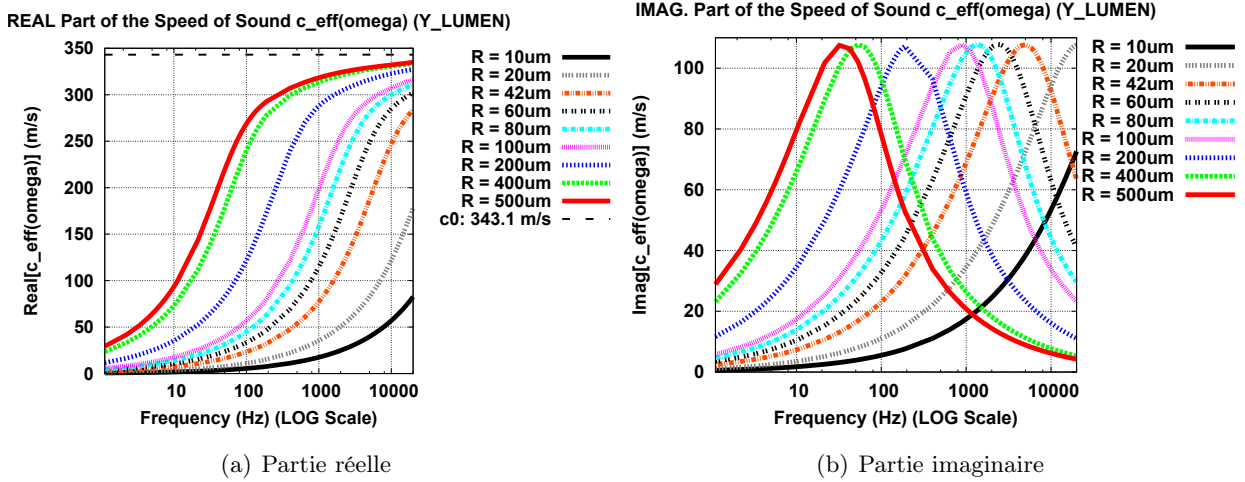 REAL Part of the Speed of Sound c_eff(omega) (Y_LUMEN)
Real[c_eff(omega)] (m/s)
350
300
250
200
150
100
50
0
10
100
1000
10000
Frequency (Hz) (LOG Scale)
R = 10um
R = 20um
R = 42um
R = 60um
R = 80um
R = 100um
R = 200um
R = 400um
R = 500um
c0: 343.1 m/s
(a) Partie réelle
IMAG. Part of the Speed of Sound c_eff(omega) (Y_LUMEN)
Imag[c_eff(omega)] (m/s)
100
80
60
40
20
0
10
100
1000
10000
Frequency (Hz) (LOG Scale)
R = 10um
R = 20um
R = 42um
R = 60um
R = 80um
R = 100um
R = 200um
R = 400um
R = 500um
(b) Partie imaginaire